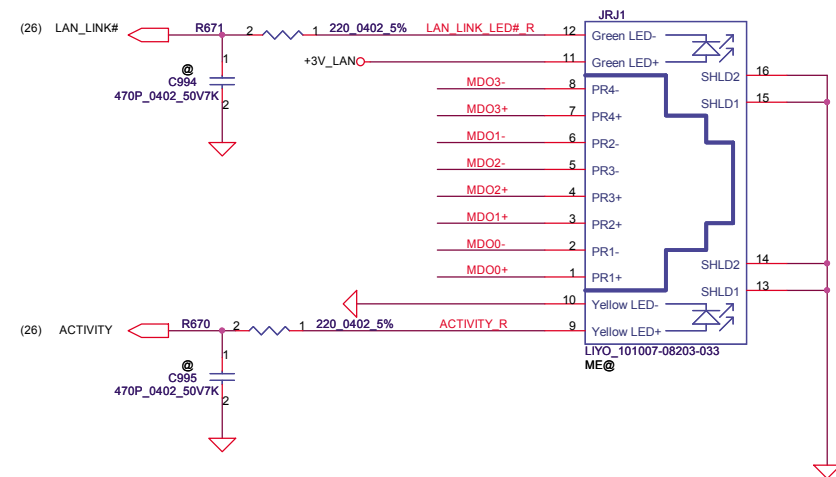 JRJ1
(26) LAN_LINK# R671 2 1 220_0402_5% LAN_LINK_LED#_R 12 Green LED-
+3V_LAN 11 Green LED+
@ 1
C994
470P_0402_50V7K
2
MDO3- 8 PR4-
MDO3+ 7 PR4+
MDO1- 6 PR2-
MDO2- 5 PR3-
MDO2+ 4 PR3+
MDO1+ 3 PR2+
MDO0- 2 PR1-
MDO0+ 1 PR1+
SHLD2 16
SHLD1 15
SHLD2 14
SHLD1 13
10 Yellow LED-
(26) ACTIVITY R670 2 1 220_0402_5% ACTIVITY_R 9 Yellow LED+
LIYO_101007-08203-033
ME@
1
@
C995
470P_0402_50V7K
2